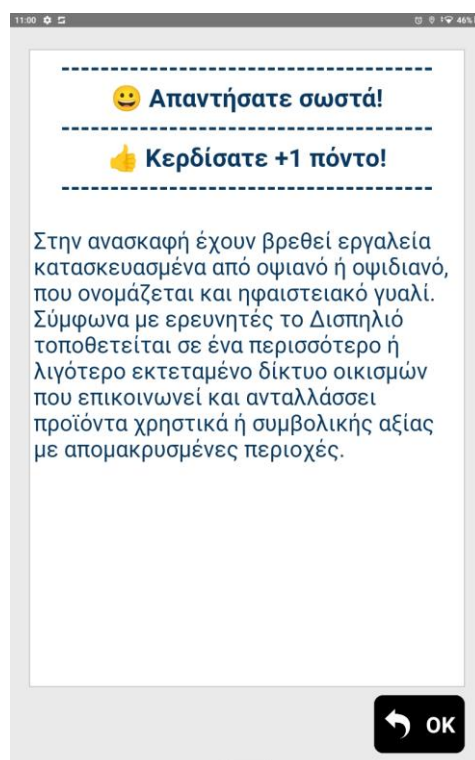 11:00
46%
😀 Απαντήσατε σωστά!
👍 Κερδίσατε +1 πόντο!
Στην ανασκαφή έχουν βρεθεί εργαλεία
κατασκευασμένα από οψιανό ή οψιδιανό,
που ονομάζεται και ηφαιστειακό γυαλί.
Σύμφωνα με ερευνητές το Δισπηλιό
τοποθετείται σε ένα περισσότερο ή
λιγότερο εκτεταμένο δίκτυο οικισμών
που επικοινωνεί και ανταλλάσσει
προϊόντα χρηστικά ή συμβολικής αξίας
με απομακρυσμένες περιοχές.
OK